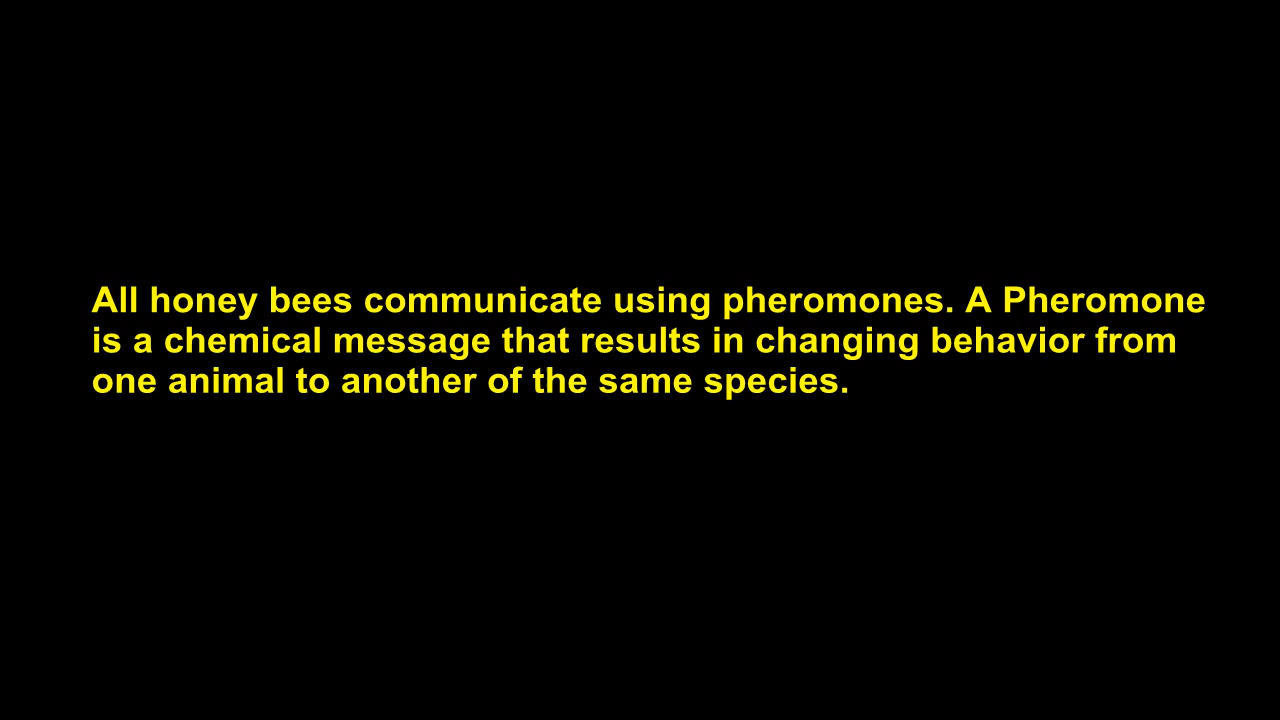 All honey bees communicate using pheromones. A Pheromone
is a chemical message that results in changing behavior from
one animal to another of the same species.